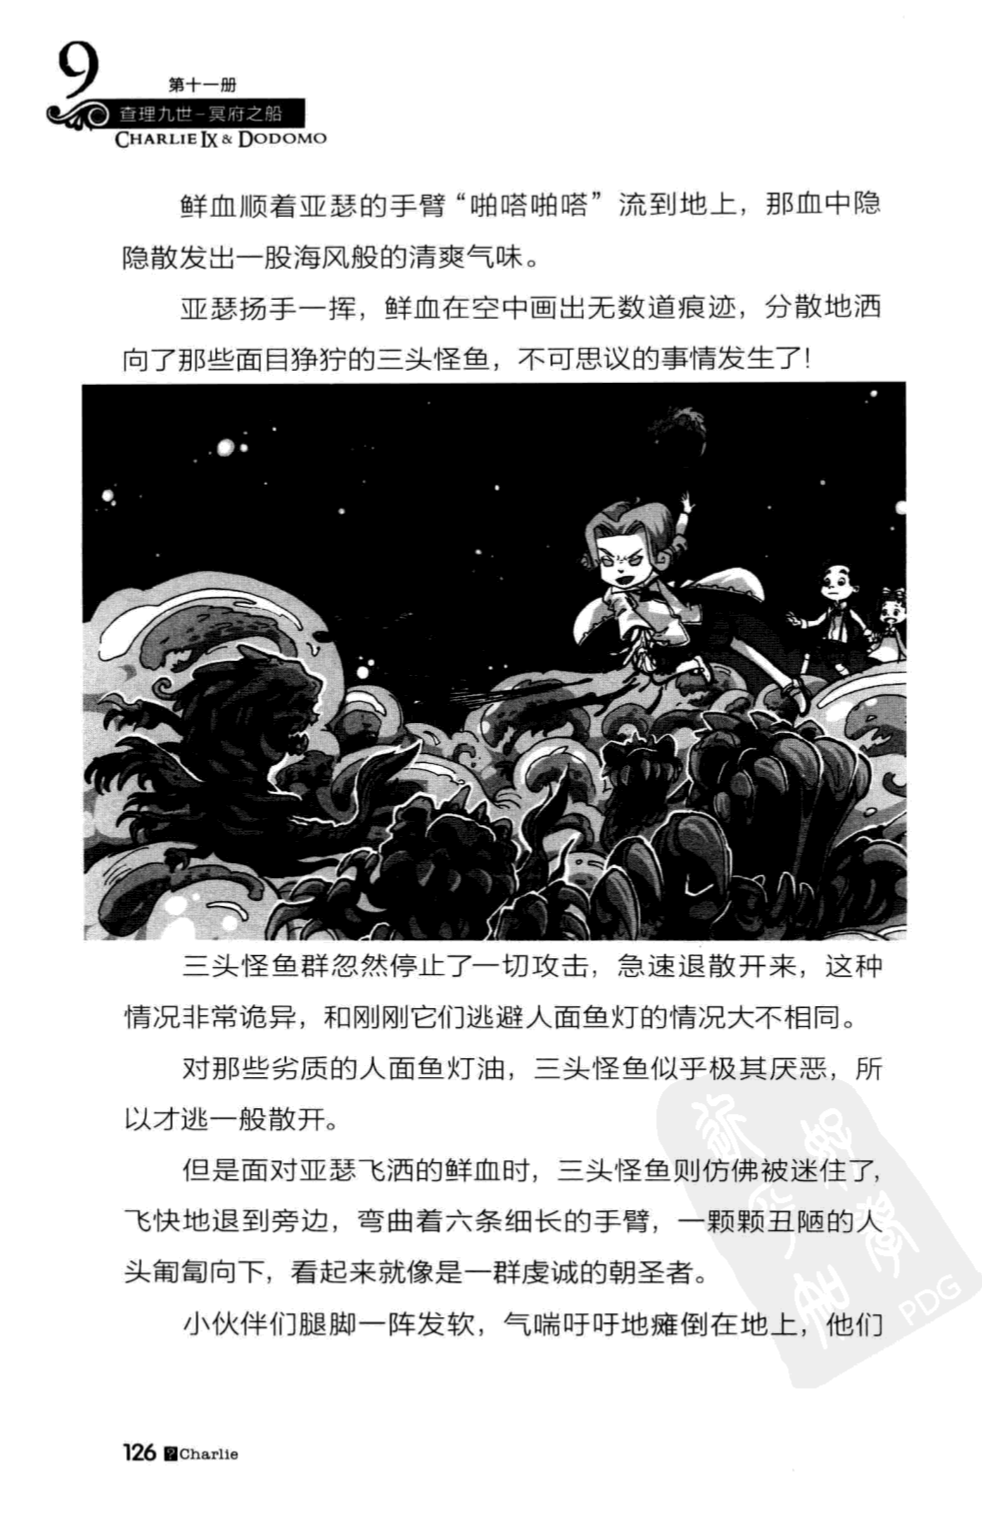 9
第十一册
查理九世-冥府之船
CHARLIE IX & DODOMO
鲜血顺着亚瑟的手臂“啪嗒啪嗒”流到地上，那血中隐
隐散发出一股海风般的清爽气味。
亚瑟扬手一挥，鲜血在空中画出无数道痕迹，分散地洒
向了那些面目狰狞的三头怪鱼，不可思议的事情发生了！
三头怪鱼群忽然停止了一切攻击，急速退散开来，这种
情况非常诡异，和刚刚它们逃避人面鱼灯的情况大不相同。
对那些劣质的人面鱼灯油，三头怪鱼似乎极其厌恶，所
以才逃一般散开。
但是面对亚瑟飞洒的鲜血时，三头怪鱼则仿佛被迷住了，
飞快地退到旁边，弯曲着六条细长的手臂，一颗颗丑陋的人
头匍匐向下，看起来就像是一群虔诚的朝圣者。
小伙伴们腿脚一阵发软，气喘吁吁地瘫倒在地上，他们
PDG
126 ?Charlie